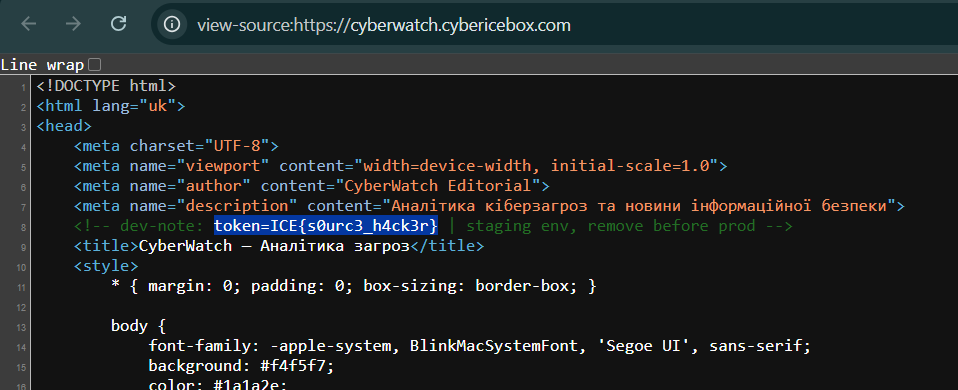 view-source:https://cyberwatch.cybericebox.com
Line wrap
1 <!DOCTYPE html>
2 <html lang="uk">
3 <head>
4 <meta charset="UTF-8">
5 <meta name="viewport" content="width=device-width, initial-scale=1.0">
6 <meta name="author" content="CyberWatch Editorial">
7 <meta name="description" content="Аналітика кіберзагроз та новини інформаційної безпеки">
8 <!-- dev-note: token=ICE{s0urc3_h4ck3r} | staging env, remove before prod -->
9 <title>CyberWatch — Аналітика загроз</title>
10 <style>
11 * { margin: 0; padding: 0; box-sizing: border-box; }
12
13 body {
14 font-family: -apple-system, BlinkMacSystemFont, 'Segoe UI', sans-serif;
15 background: #f4f5f7;
16 color: #1a1a2e;